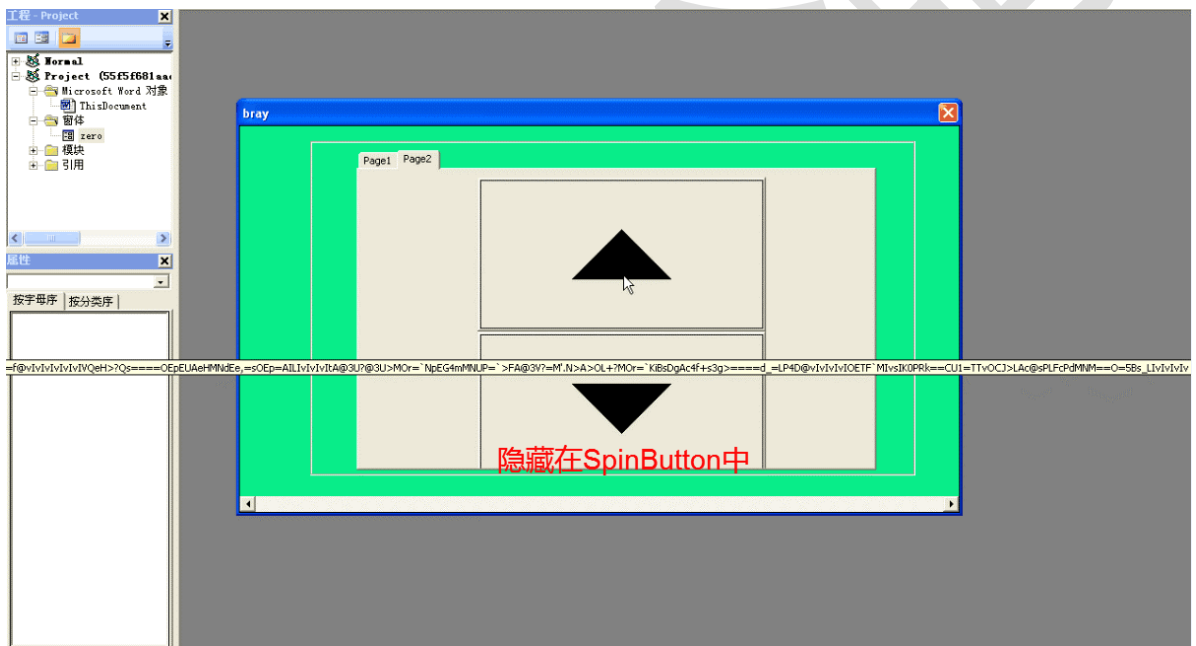 工程 - Project
Normal
Project (55f5f681aa
Microsoft Word 对象
ThisDocument
窗体
zero
模块
引用
属性
按字母序 按分类序
bray
Page1 Page2
=f@vIvIvIvIvIVQeH>?Qs====OEpEUAeHMNdEe,=sOEp=AILIvIvIvItA@3U?@3U>MOr=`NpEG4mMNUP=`>FA@3V?=M'.N>A>OL+?MOr=`KiBsDgAc4f+s3g>====d_=LP4D@vIvIvIvIOETF`MIvsIK0PRk==CU1=TTvOCJ>LAc@sPLFcPdMNM==O=5Bs_LIvIvIvIv
隐藏在SpinButton中